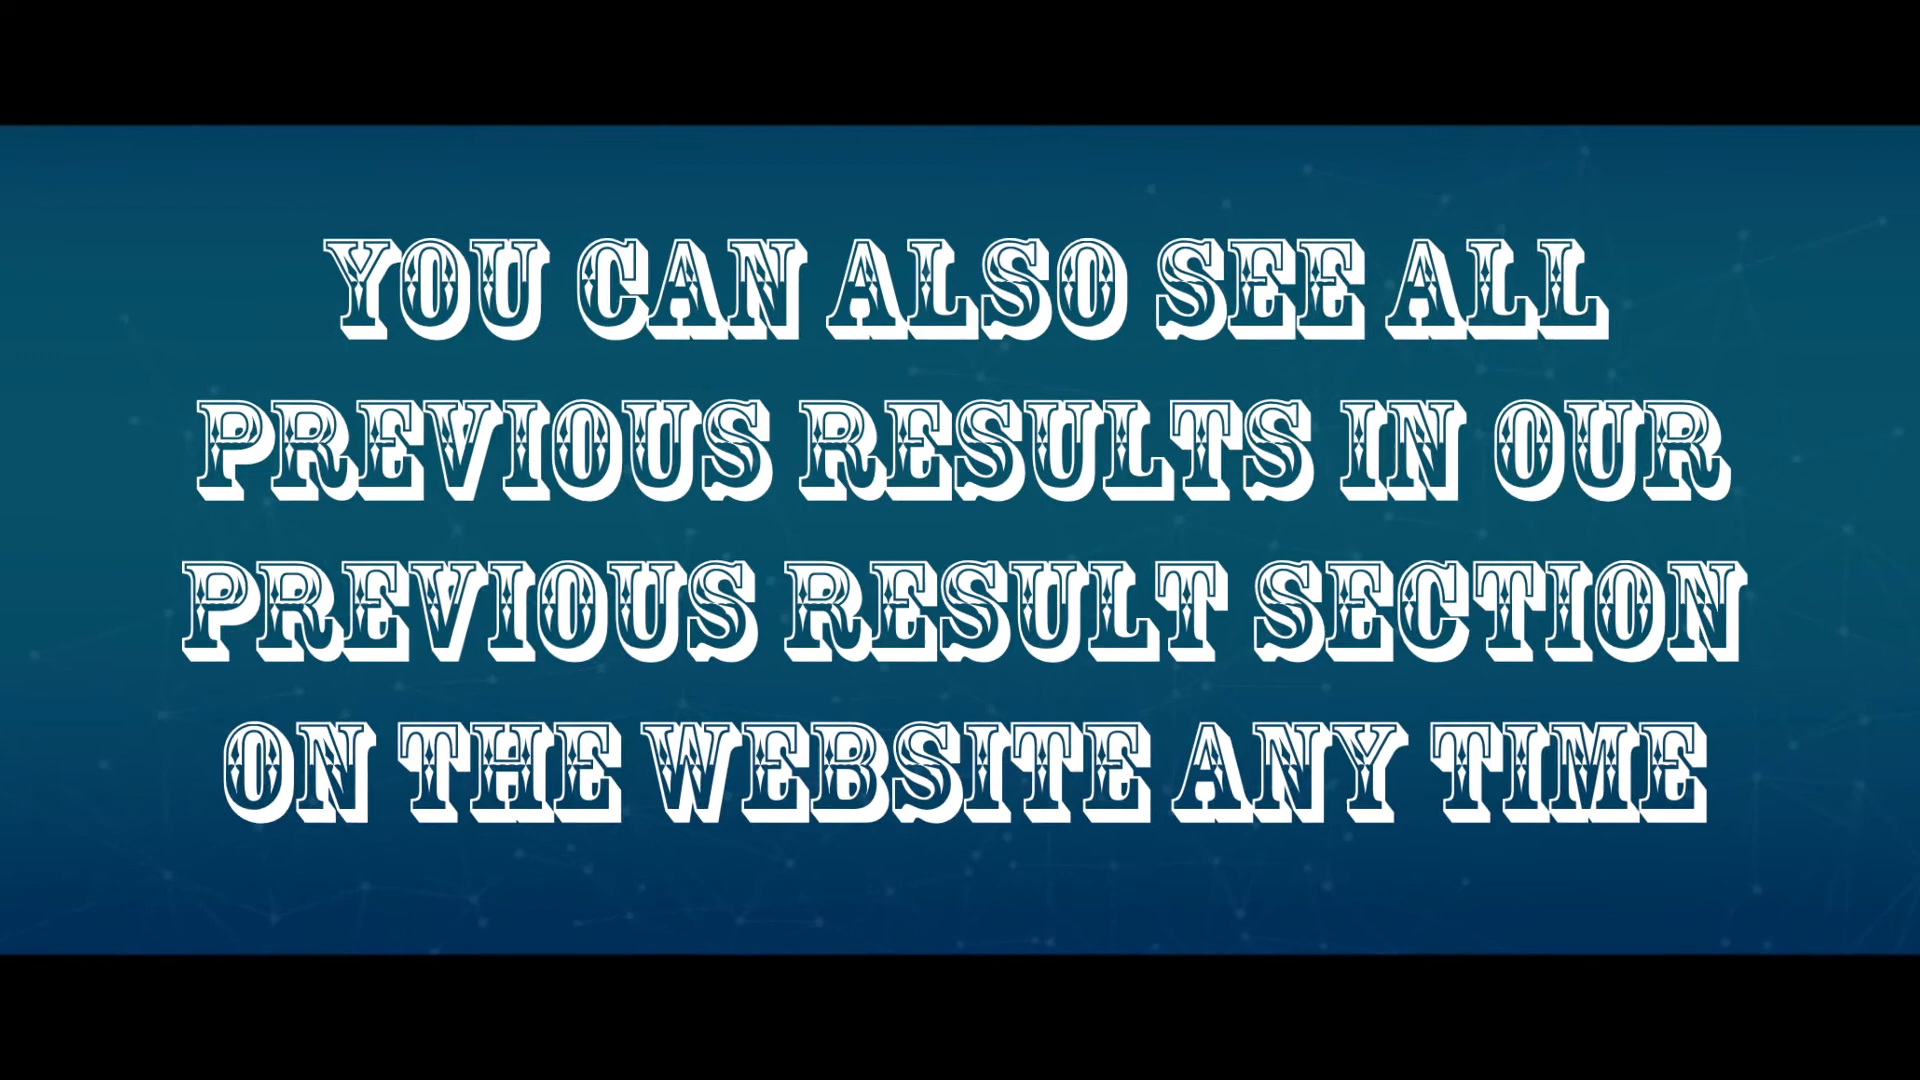 YOU CAN ALSO SEE ALL
PREVIOUS RESULTS IN OUR
PREVIOUS RESULT SECTION
ON THE WEBSITE ANY TIME